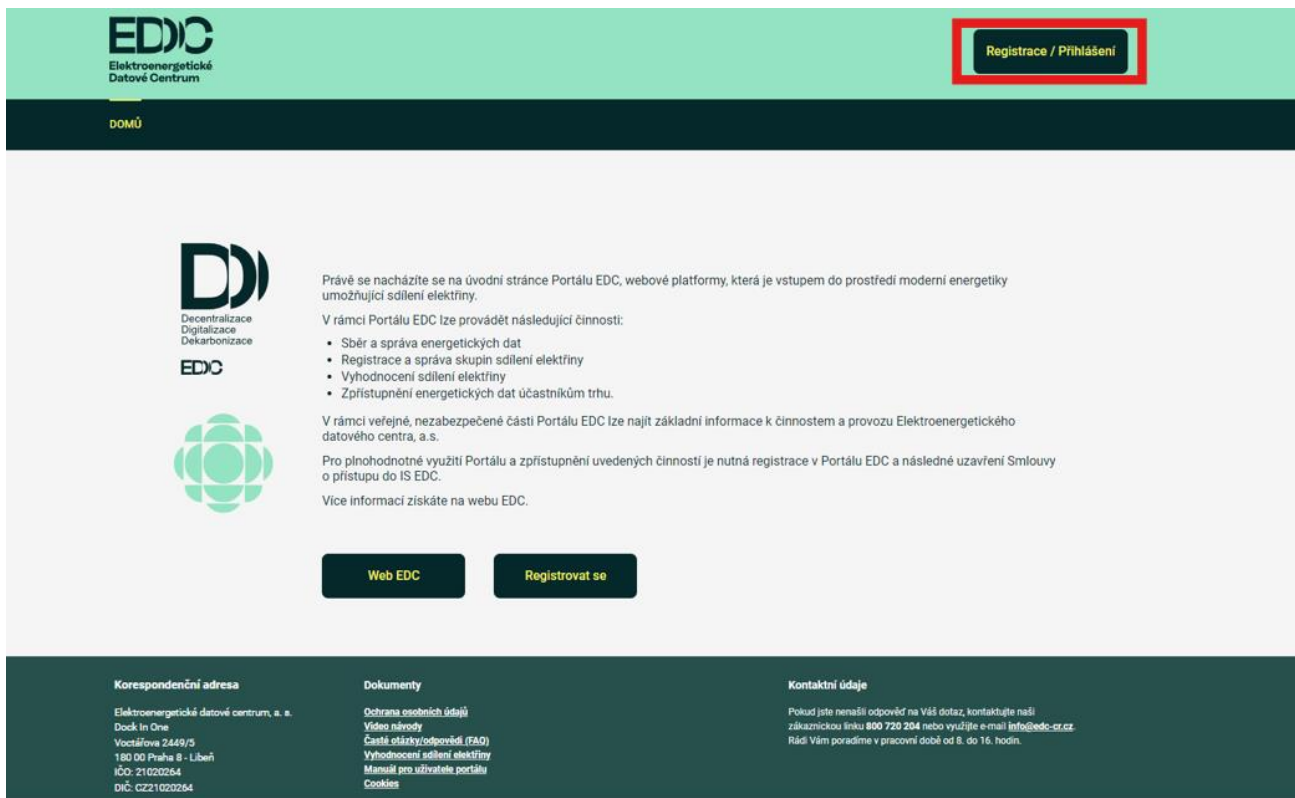 EDC
Elektroenergetické
Datové Centrum
Registrace / Přihlášení
DOMŮ
Decentralizace
Digitalizace
Dekarbonizace
EDC
Právě se nacházíte se na úvodní stránce Portálu EDC, webové platformy, která je vstupem do prostředí moderní energetiky
umožňující sdílení elektřiny.
V rámci Portálu EDC lze provádět následující činnosti:
• Sběr a správa energetických dat
• Registrace a správa skupin sdílení elektřiny
• Vyhodnocení sdílení elektřiny
• Zpřístupnění energetických dat účastníkům trhu.
V rámci veřejné, nezabezpečené části Portálu EDC lze najít základní informace k činnostem a provozu Elektroenergetického
datového centra, a.s.
Pro plnohodnotné využití Portálu a zpřístupnění uvedených činností je nutná registrace v Portálu EDC a následné uzavření Smlouvy
o přístupu do IS EDC.
Více informací získáte na webu EDC.
Web EDC
Registrovat se
Korespondenční adresa
Elektroenergetické datové centrum, a. s.
Dock In One
Voctářova 2449/5
180 00 Praha 8 - Libeň
IČO: 21020264
DIČ: CZ21020264
Dokumenty
Ochrana osobních údajů
Video návody
Časté otázky/odpovědi (FAQ)
Vyhodnocení sdílení elektřiny
Manuál pro uživatele portálu
Cookies
Kontaktní údaje
Pokud jste nenašli odpověď na Váš dotaz, kontaktujte naši
zákaznickou linku 800 720 204 nebo využijte e-mail info@edc-cr.cz.
Rádi Vám poradíme v pracovní době od 8. do 16. hodin.